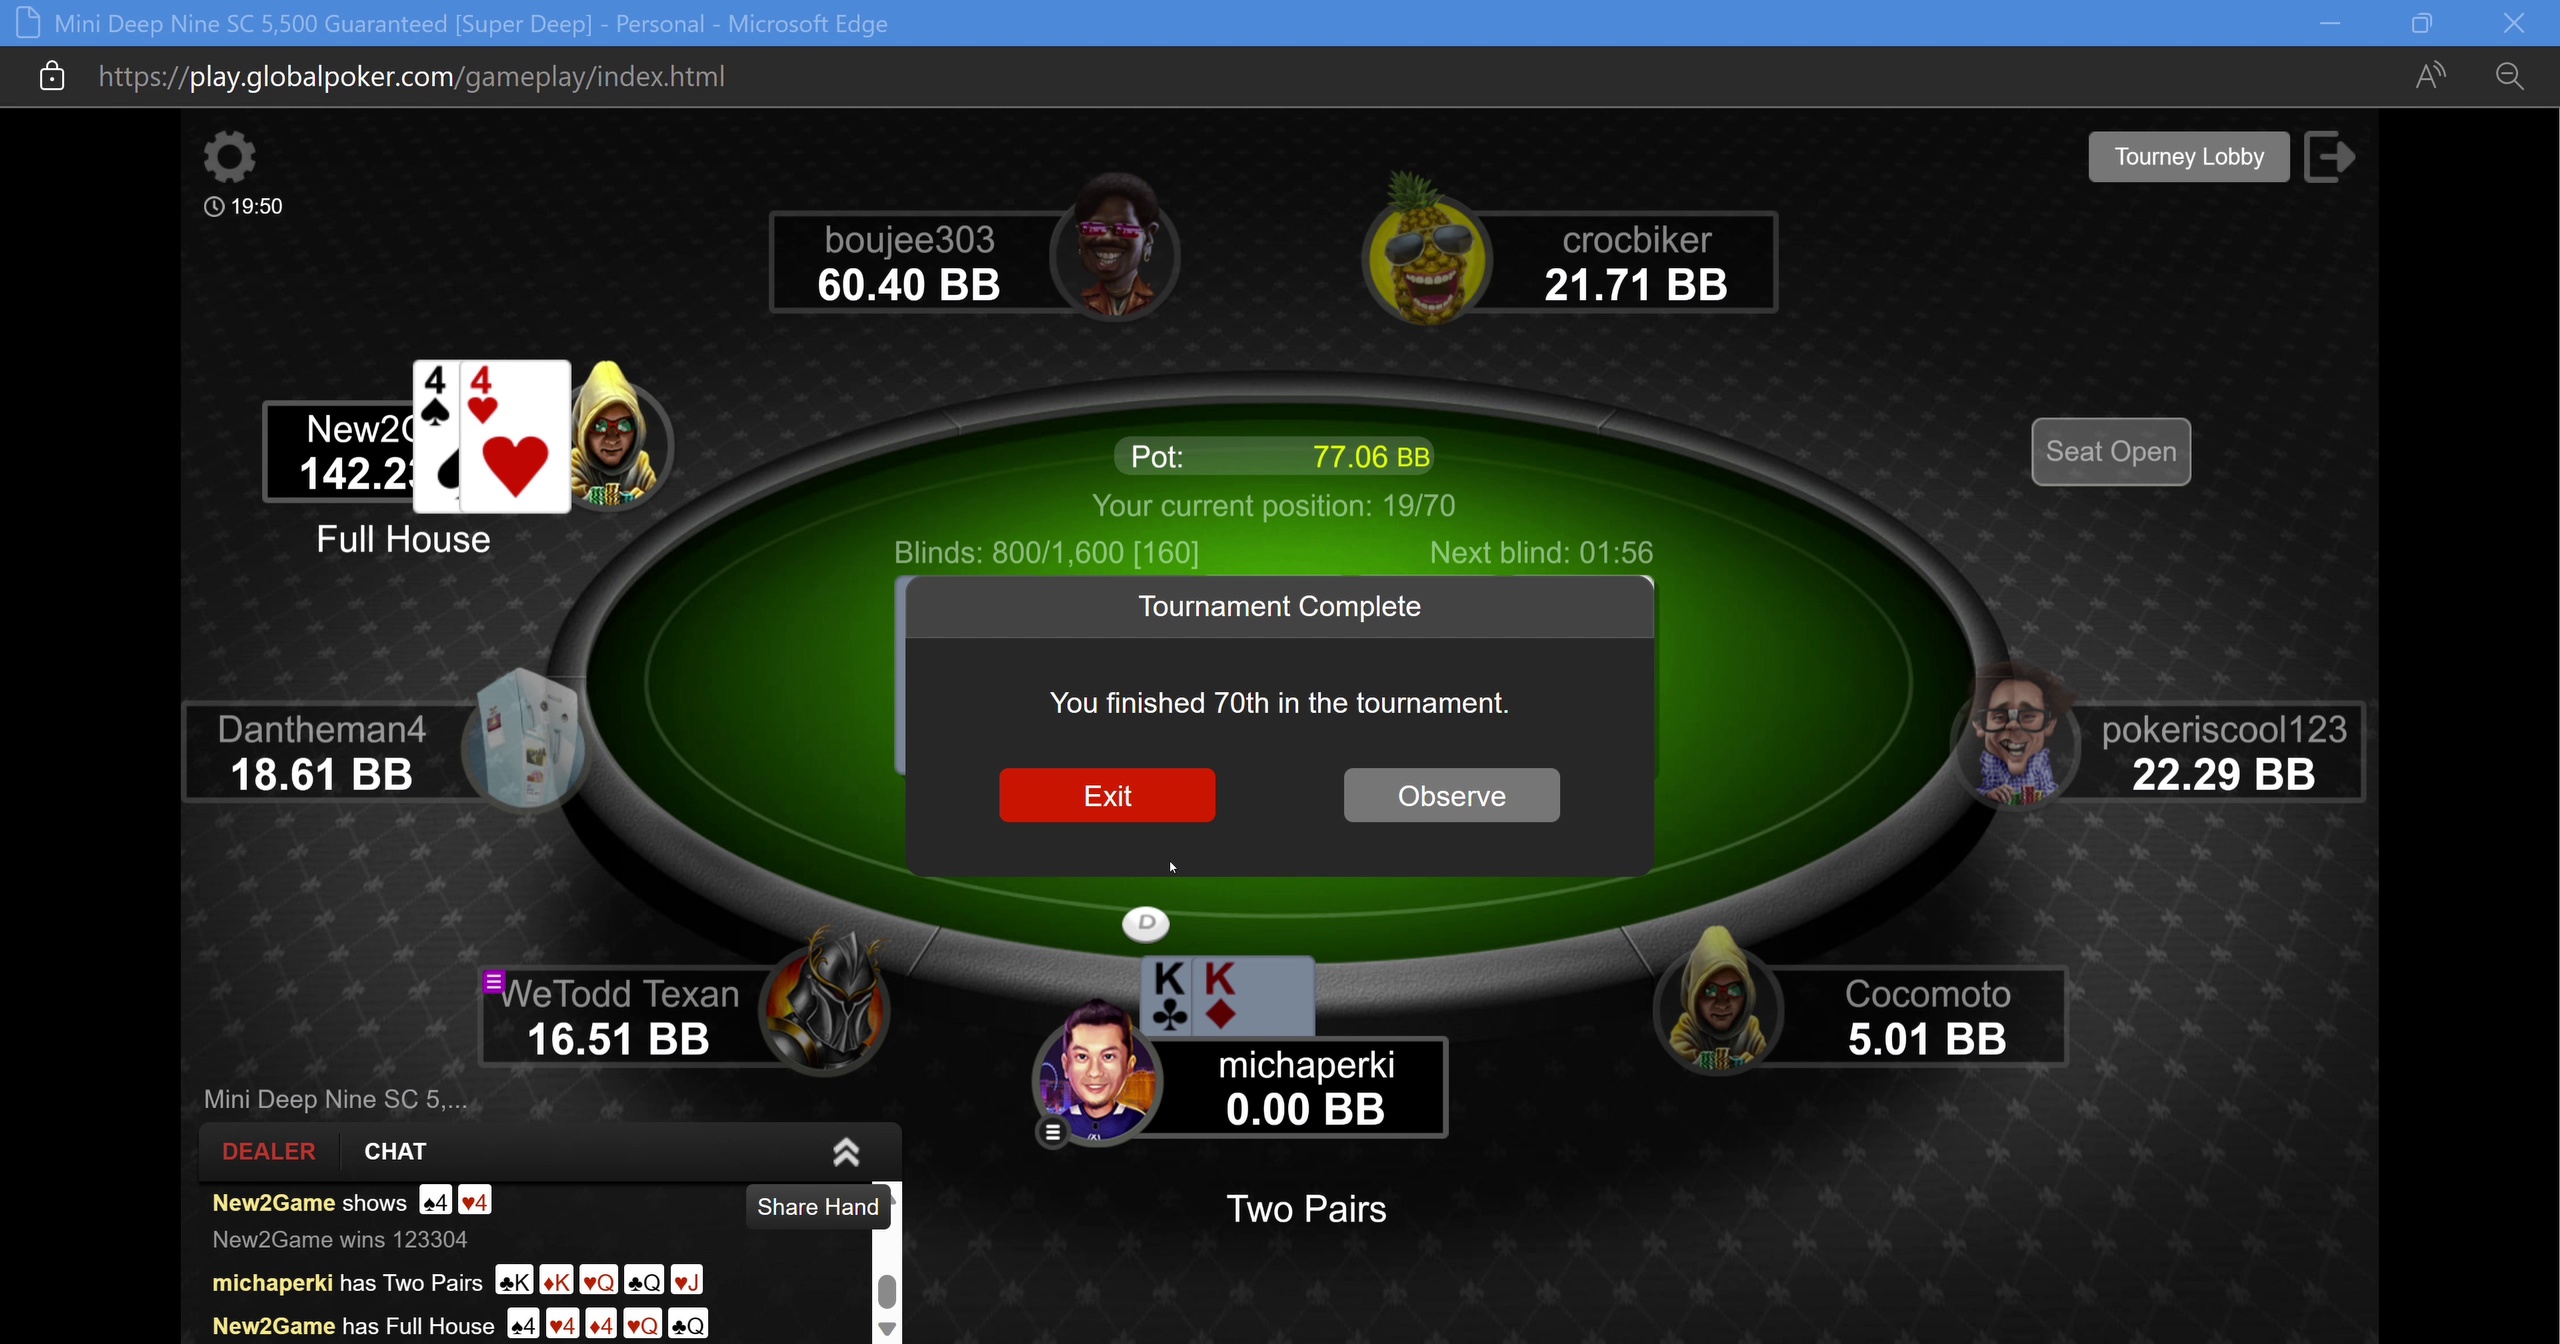 Mini Deep Nine SC 5,500 Guaranteed [Super Deep] - Personal - Microsoft Edge
https://play.globalpoker.com/gameplay/index.html
Tourney Lobby
19:50
boujee303
60.40 BB
crocbiker
21.71 BB
4 4
New2
142.2
Full House
Seat Open
Pot: 77.06 BB
Your current position: 19/70
Blinds: 800/1,600 [160] Next blind: 01:56
Tournament Complete
You finished 70th in the tournament.
Exit Observe
Dantheman4
18.61 BB
pokeriscool123
22.29 BB
D
K K
WeTodd Texan
16.51 BB
michaperki
0.00 BB
Two Pairs
Cocomoto
5.01 BB
Mini Deep Nine SC 5,...
DEALER CHAT
Share Hand
New2Game shows ♠4 ♥4
New2Game wins 123304
michaperki has Two Pairs ♣K ♦K ♥Q ♣Q ♥J
New2Game has Full House ♠4 ♥4 ♦4 ♥Q ♣Q